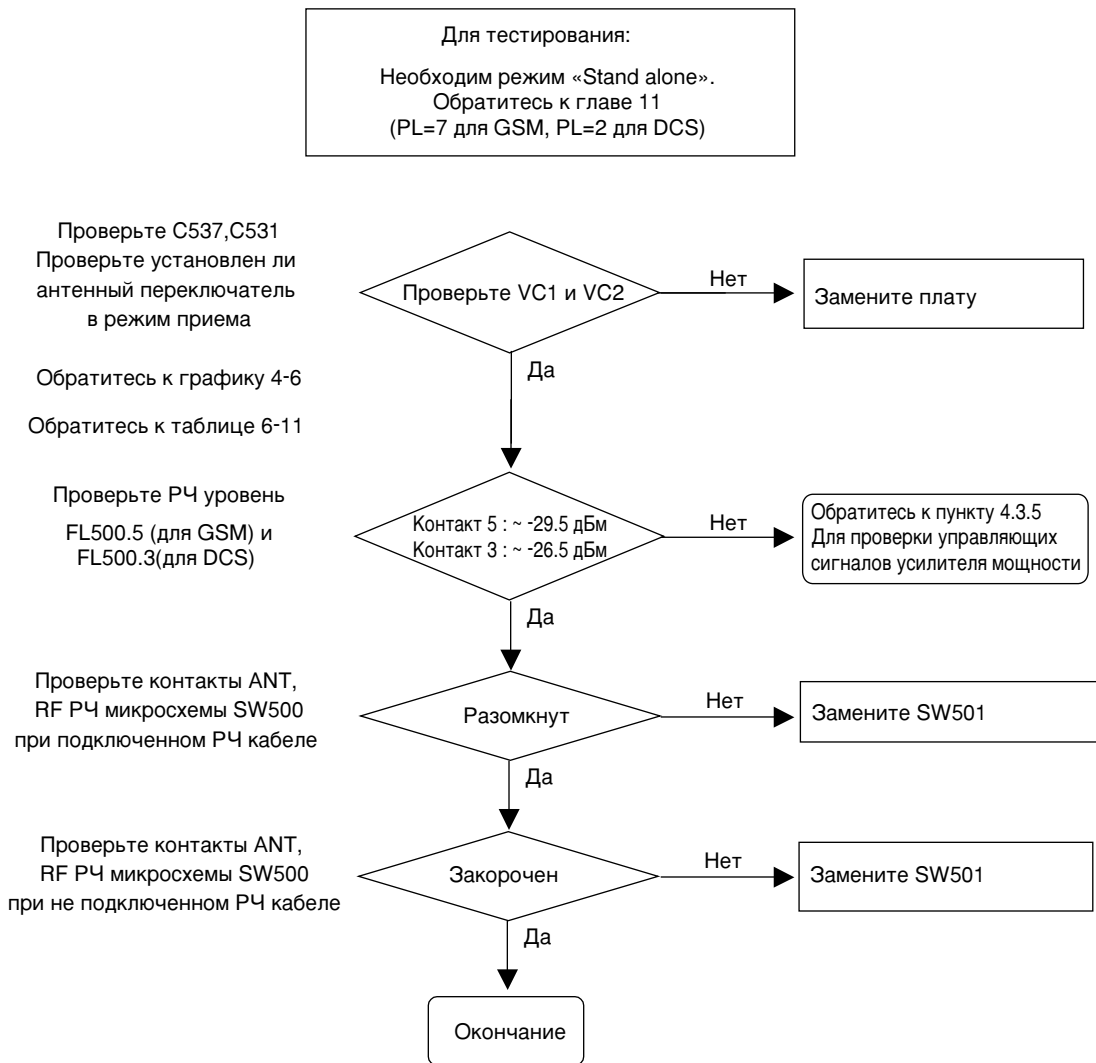 Для тестирования:
Необходим режим «Stand alone».
Обратитесь к главе 11
(PL=7 для GSM, PL=2 для DCS)
Проверьте C537,C531
Проверьте установлен ли
антенный переключатель
в режим приема
Проверьте VC1 и VC2
Нет
Замените плату
Да
Обратитесь к графику 4-6
Обратитесь к таблице 6-11
Проверьте РЧ уровень
FL500.5 (для GSM) и
FL500.3(для DCS)
Контакт 5 : ~ -29.5 дБм
Контакт 3 : ~ -26.5 дБм
Нет
Обратитесь к пункту 4.3.5
Для проверки управляющих
сигналов усилителя мощности
Да
Проверьте контакты ANT,
RF РЧ микросхемы SW500
при подключенном РЧ кабеле
Разомкнут
Нет
Замените SW501
Да
Проверьте контакты ANT,
RF РЧ микросхемы SW500
при не подключенном РЧ кабеле
Закорочен
Нет
Замените SW501
Да
Окончание